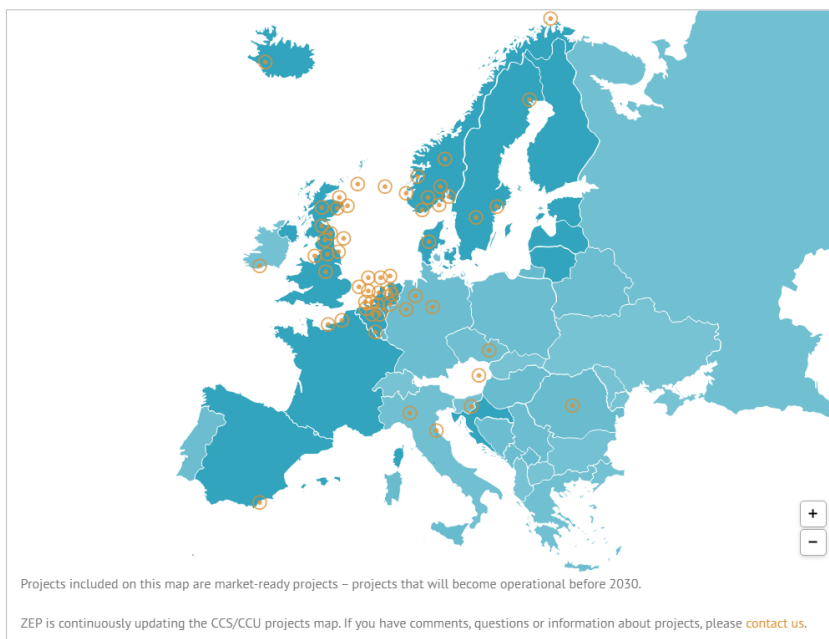 +
−
Projects included on this map are market-ready projects – projects that will become operational before 2030.
ZEP is continuously updating the CCS/CCU projects map. If you have comments, questions or information about projects, please contact us.